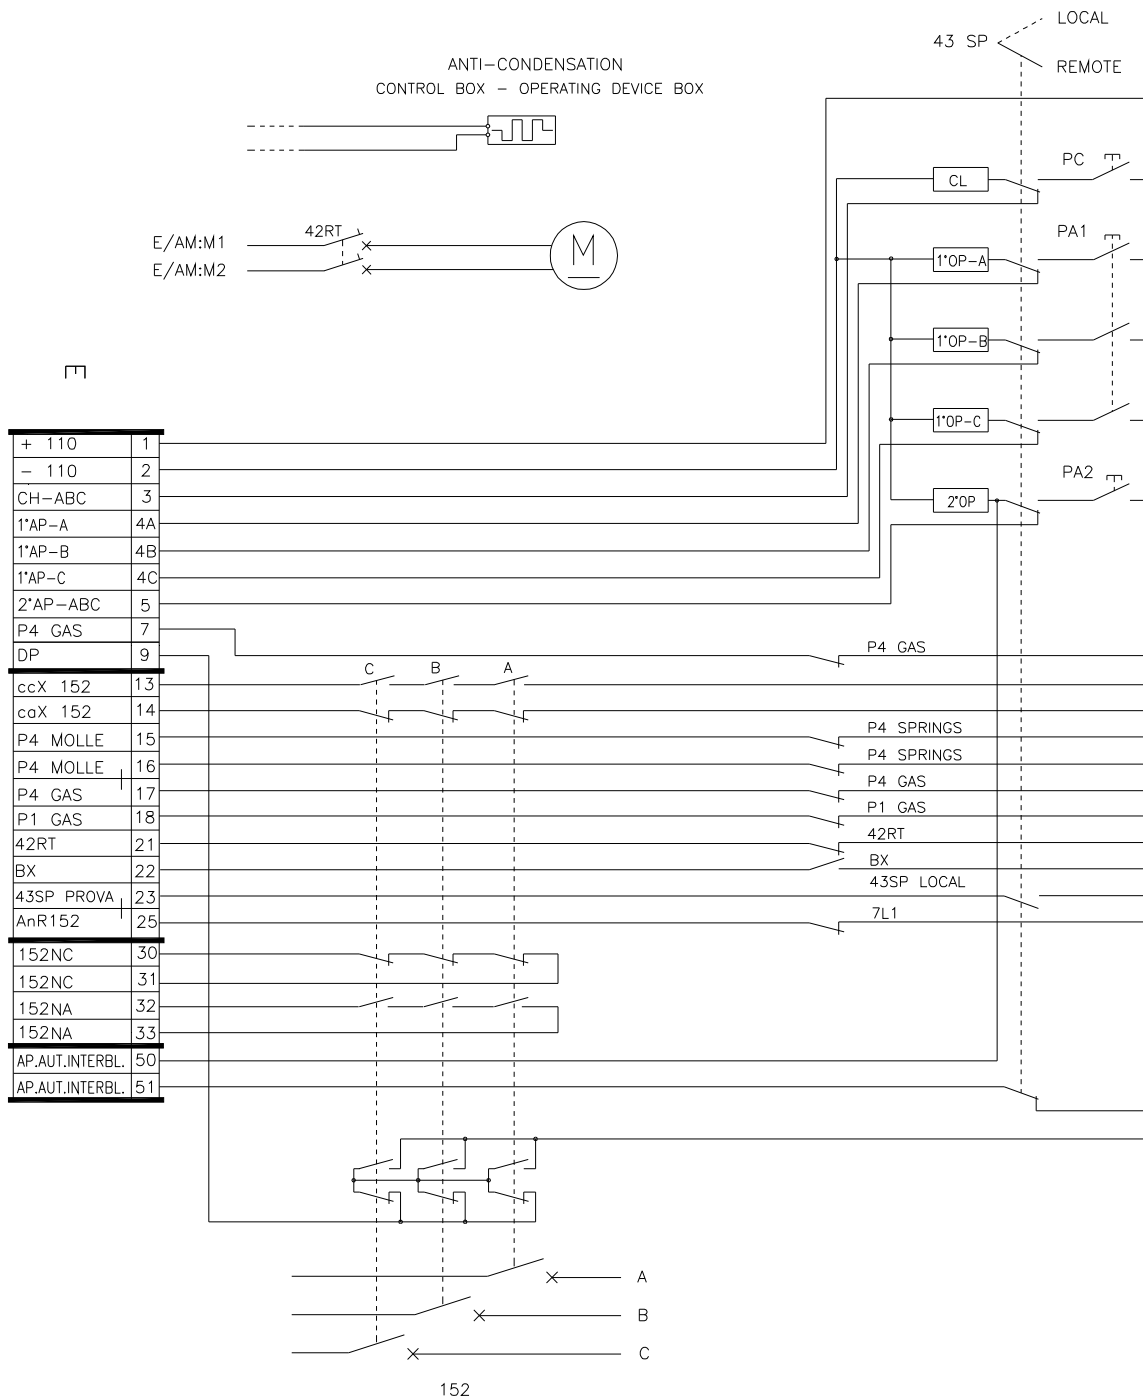 LOCAL
43 SP
REMOTE
ANTI-CONDENSATION
CONTROL BOX - OPERATING DEVICE BOX
PC
CL
PA1
42RT
E/AM:M1
E/AM:M2
M
1°OP-A
1°OP-B
E
1°OP-C
PA2
2°OP
+ 110 1
- 110 2
CH-ABC 3
1°AP-A 4A
1°AP-B 4B
1°AP-C 4C
2°AP-ABC 5
P4 GAS 7
DP 9
P4 GAS
C B A
ccX 152 13
caX 152 14
P4 MOLLE 15
P4 SPRINGS
P4 MOLLE 16
P4 SPRINGS
P4 GAS 17
P4 GAS
P1 GAS 18
P1 GAS
42RT 21
42RT
BX 22
BX
43SP PROVA 23
43SP LOCAL
AnR152 25
7L1
152NC 30
152NC 31
152NA 32
152NA 33
AP.AUT.INTERBL. 50
AP.AUT.INTERBL. 51
A
B
C
152